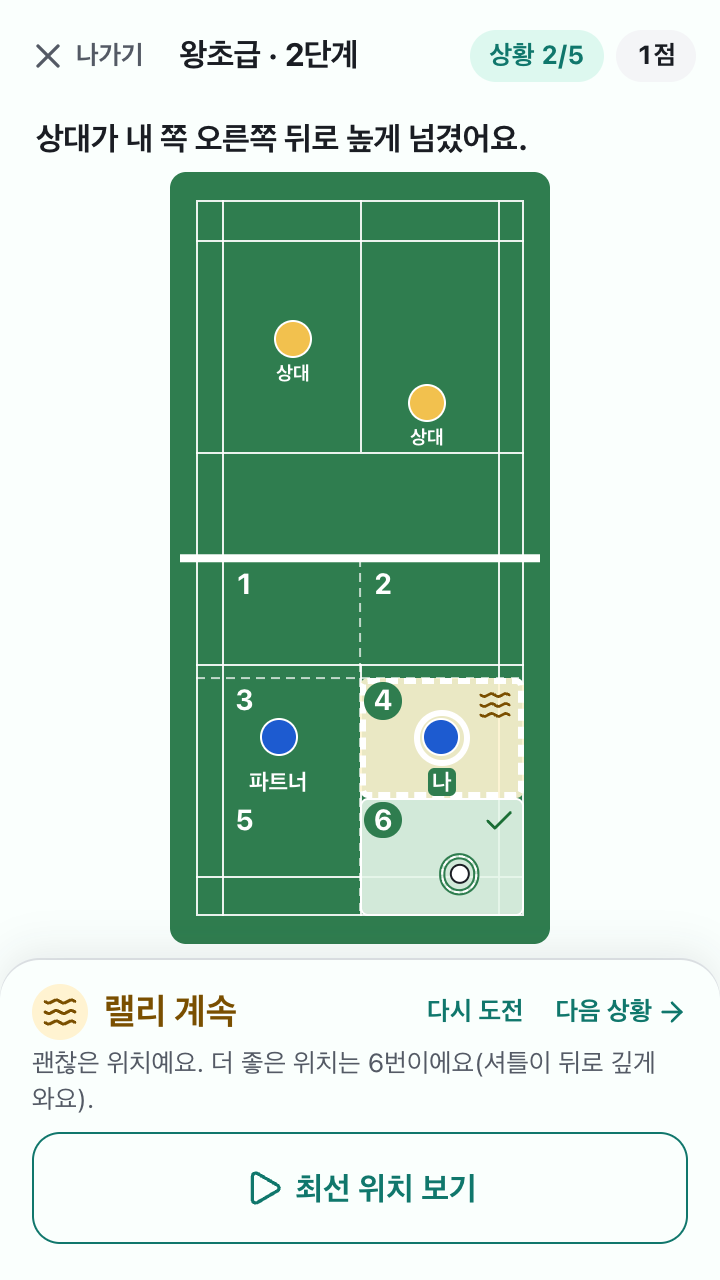 나가기
왕초급 · 2단계
상황 2/5
1점
상대가 내 쪽 오른쪽 뒤로 높게 넘겼어요.
상대
상대
1
2
3
4
파트너
나
5
6
랠리 계속
다시 도전
다음 상황 →
괜찮은 위치예요. 더 좋은 위치는 6번이에요(셔틀이 뒤로 깊게
와요).
최선 위치 보기